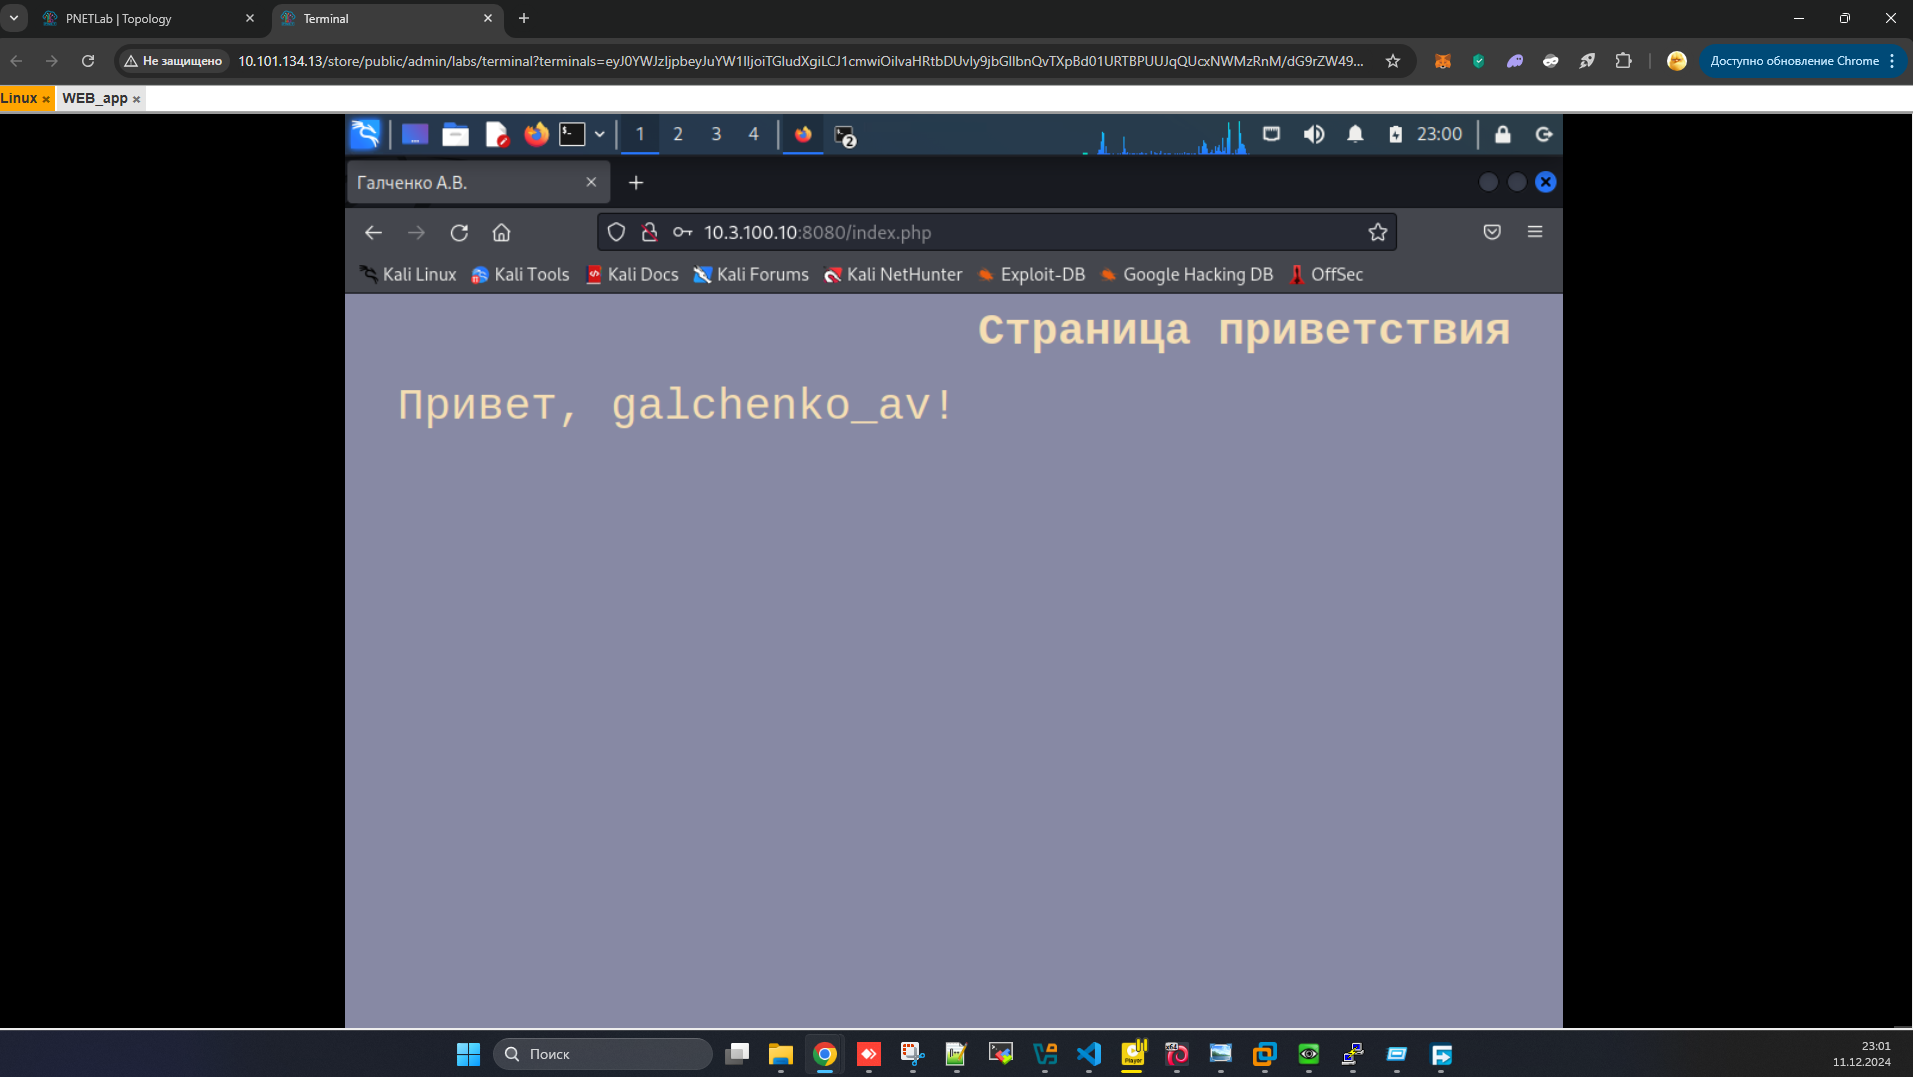 PNETLab | Topology
Terminal
Не защищено
10.101.134.13/store/public/admin/labs/terminal?terminals=
Доступно обновление Chrome
Linux
WEB_app
1 2 3 4
2
23:00
Галченко А.В.
10.3.100.10:8080/index.php
Kali Linux
Kali Tools
Kali Docs
Kali Forums
Kali NetHunter
Exploit-DB
Google Hacking DB
OffSec
Страница приветствия
Привет, galchenko_av!
Поиск
23:01
11.12.2024